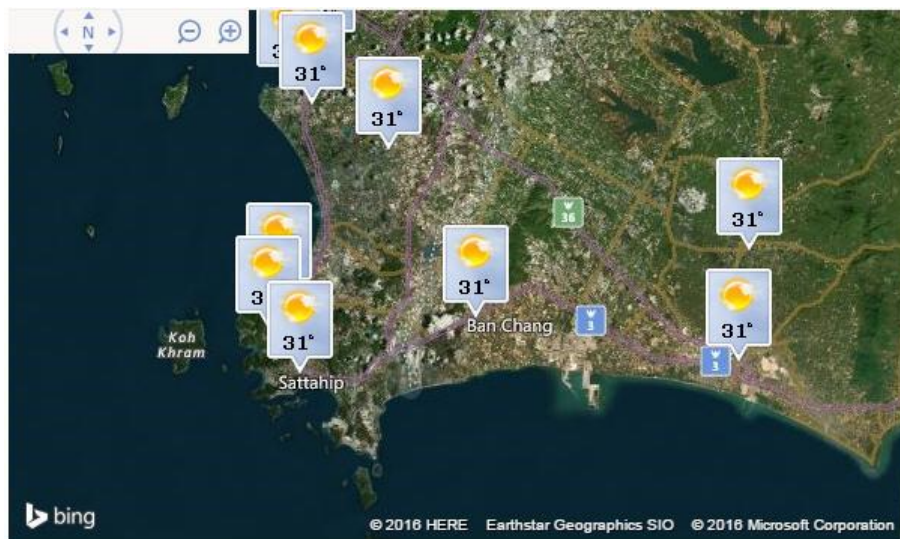 N
31°
31°
31°
36
31°
31°
31°
31°
3
Ban Chang
3
Koh
Khram
Sattahip
bing
© 2016 HERE Earthstar Geographics SIO © 2016 Microsoft Corporation